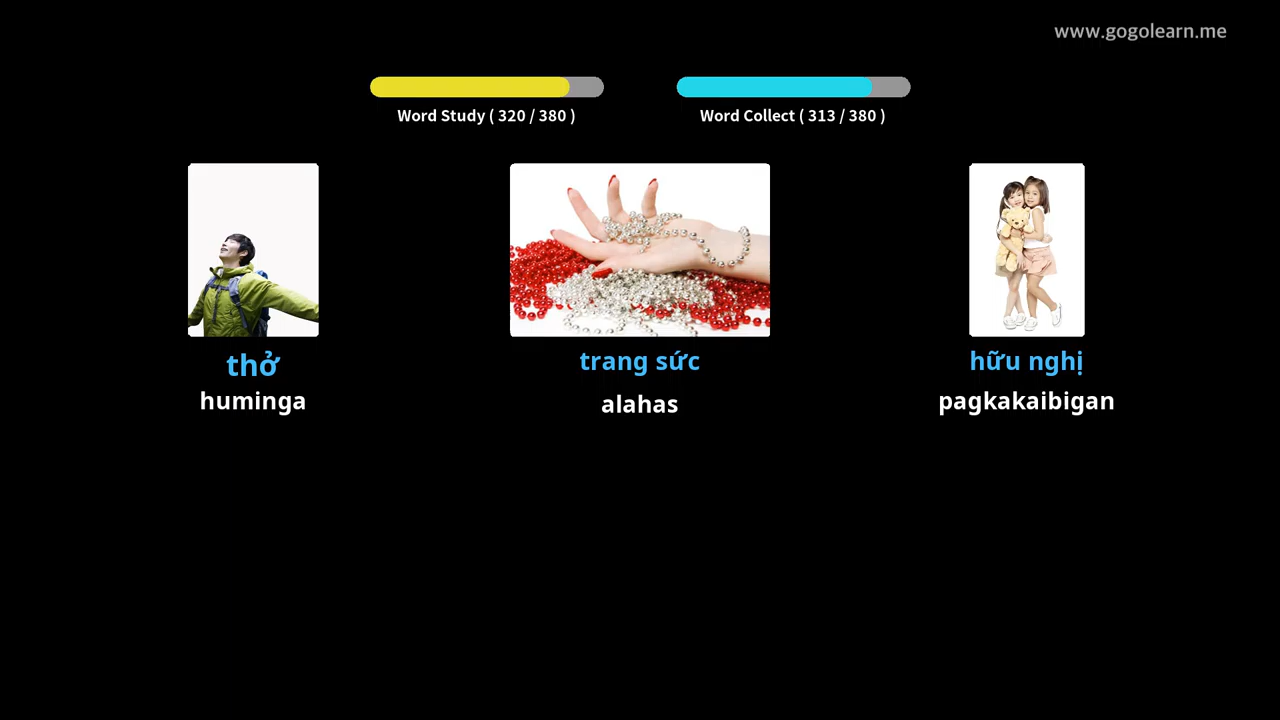 www.gogolearn.me
Word Study ( 320 / 380 )
Word Collect ( 313 / 380 )
thở
trang sức
hữu nghị
huminga
alahas
pagkakaibigan